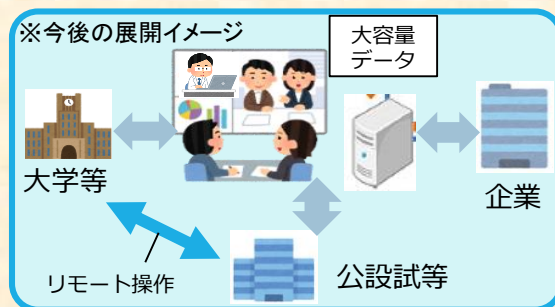 ※今後の展開イメージ
大容量
データ
大学等
企業
リモート操作
公設試等